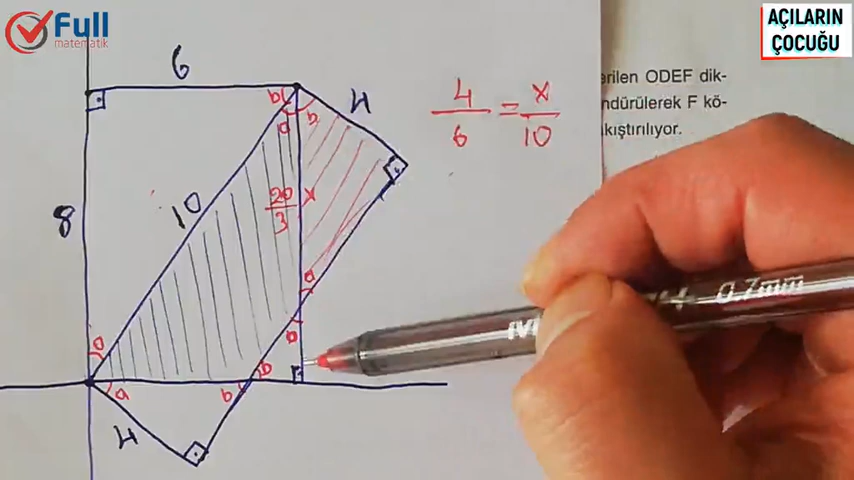 Full
matematik
AÇILARIN
ÇOCUĞU
erilen ODEF dik-
ndürülerek F kö-
kıştırılıyor.
6
b
b
a
4
4/6 = x/10
8
10
20/3
x
a
a
a
a
b
b
4
0.7mm